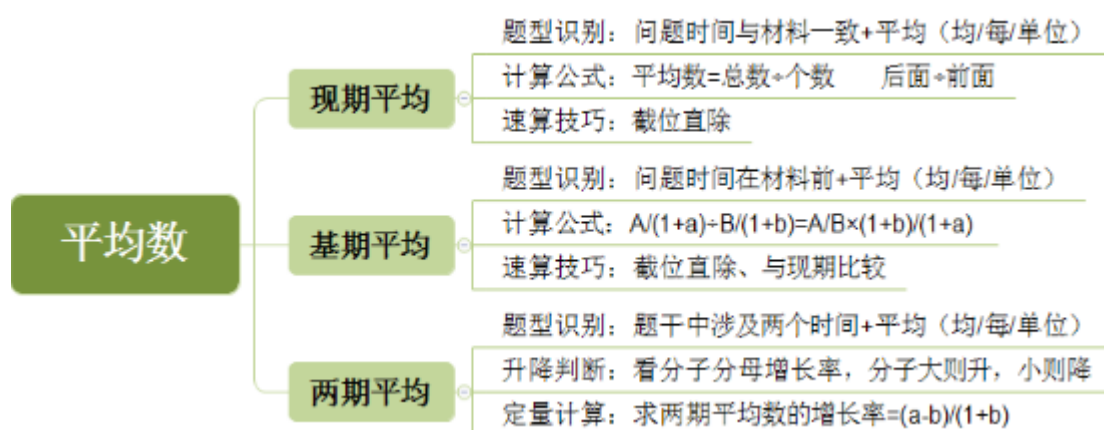 平均数
现期平均
题型识别：问题时间与材料一致+平均（均/每/单位）
计算公式：平均数=总数÷个数 后面÷前面
速算技巧：截位直除
基期平均
题型识别：问题时间在材料前+平均（均/每/单位）
计算公式：A/(1+a)÷B/(1+b)=A/B×(1+b)/(1+a)
速算技巧：截位直除、与现期比较
两期平均
题型识别：题干中涉及两个时间+平均（均/每/单位）
升降判断：看分子分母增长率，分子大则升，小则降
定量计算：求两期平均数的增长率=(a-b)/(1+b)